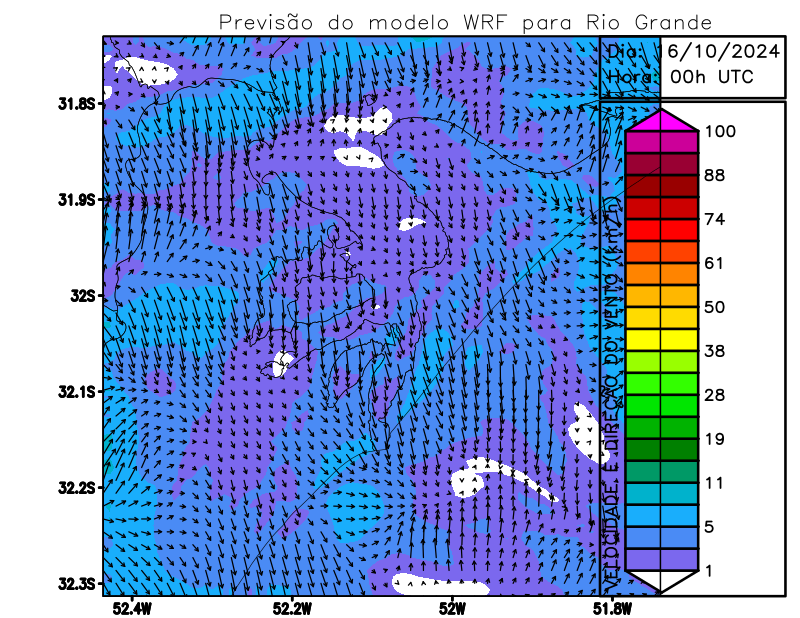 Previsão do modelo WRF para Rio Grande
Dia: 16/10/2024
Hora: 00h UTC
31.8S
31.9S
32S
32.1S
32.2S
32.3S
52.4W
52.2W
52W
51.8W
VELOCIDADE E DIREÇÃO DO VENTO (km/h)
100
88
74
61
50
38
28
19
11
5
1